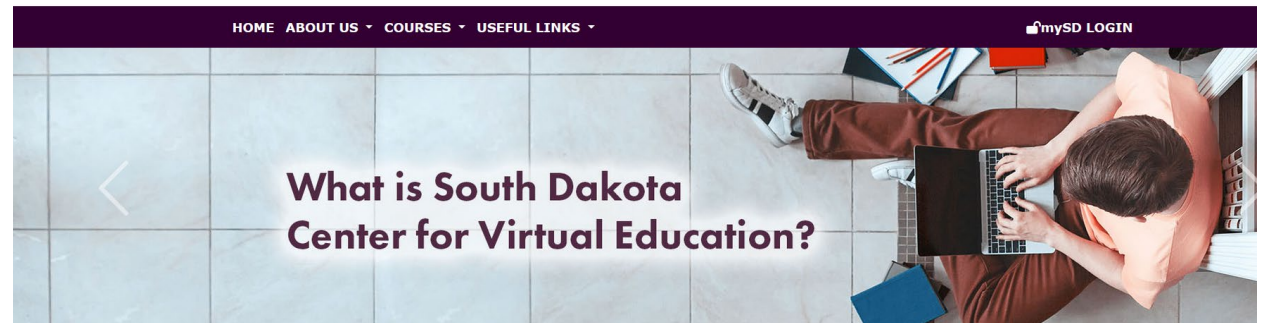 HOME ABOUT US COURSES USEFUL LINKS mySD LOGIN
What is South Dakota
Center for Virtual Education?